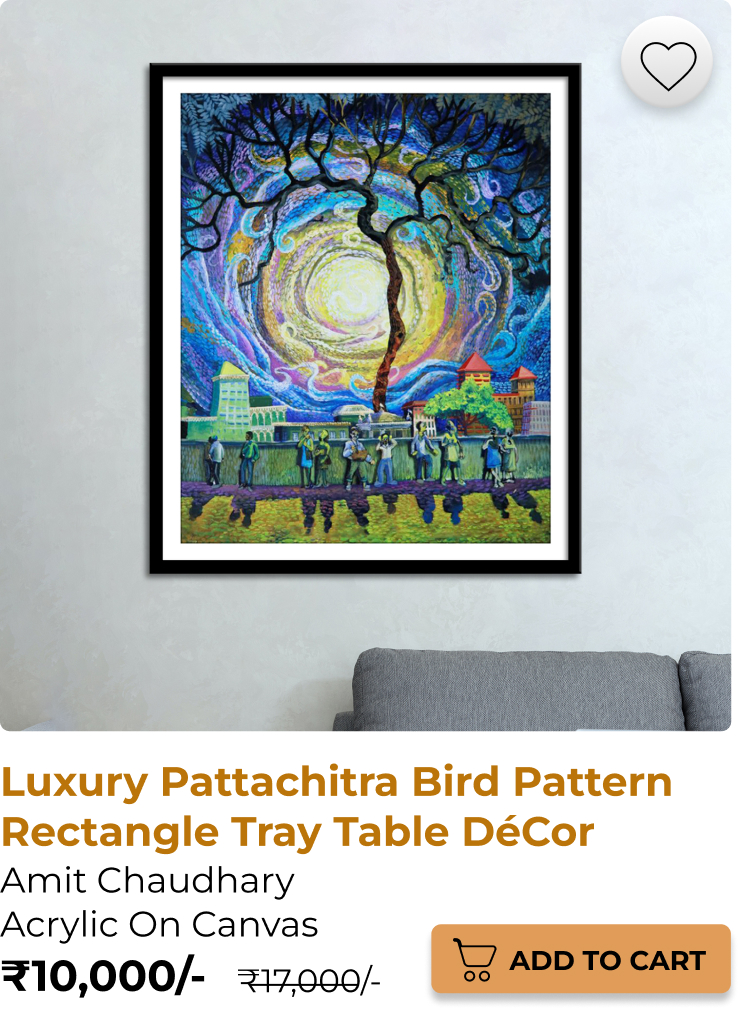 Luxury Pattachitra Bird Pattern
Rectangle Tray Table DéCor
Amit Chaudhary
Acrylic On Canvas
₹10,000/- ₹17,000/-
ADD TO CART